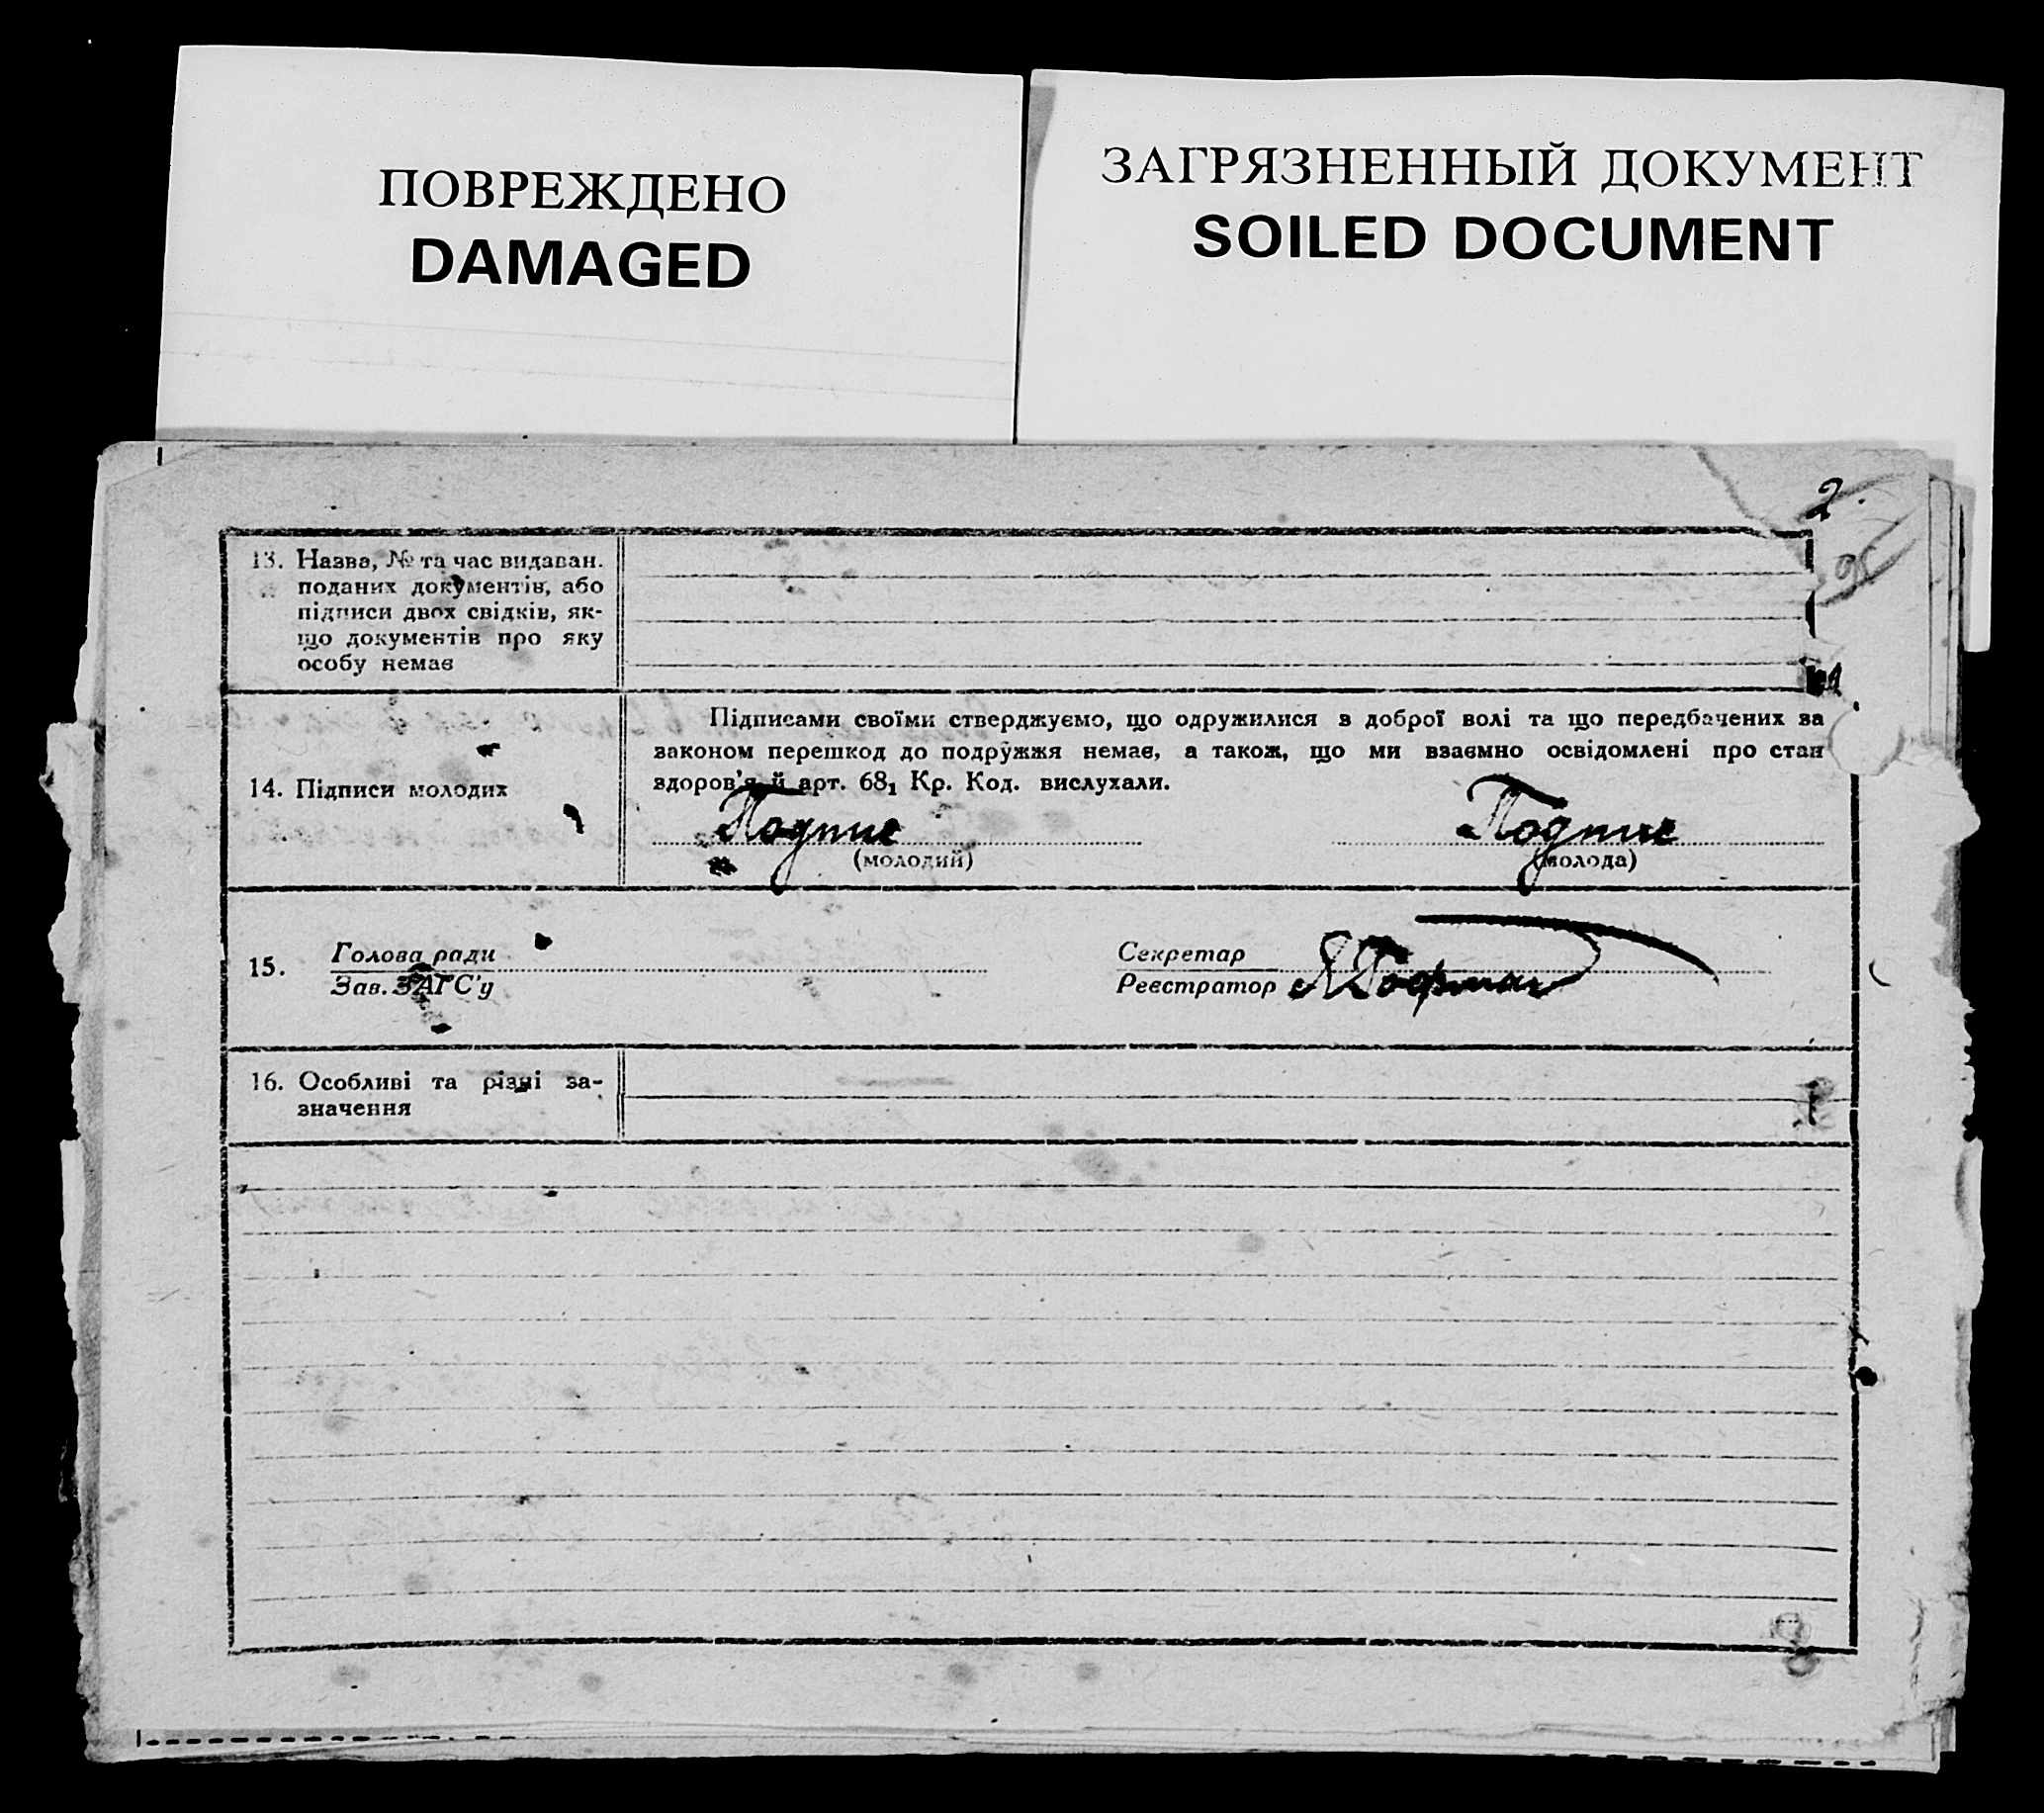 ПОВРЕЖДЕНО
DAMAGED
ЗАГРЯЗНЕННЫЙ ДОКУМЕНТ
SOILED DOCUMENT
2.
13. Назва, № та час видаван.
поданих документів, або
підписи двох свідків, як-
що документів про яку
особу немає
14. Підписи молодих
Підписами своїми стверджуємо, що одружилися з доброї волі та що передбачених за
законом перешкод до подружжя немає, а також, що ми взаємно освідомлені про стан
здоров'я й арт. 68₁ Кр. Код. вислухали.
Подпис
Подпис
(молодий)
(молода)
15.
Голова ради
Зав. ЗАГС'у
Секретар
Реєстратор
16. Особливі та різні за-
значення